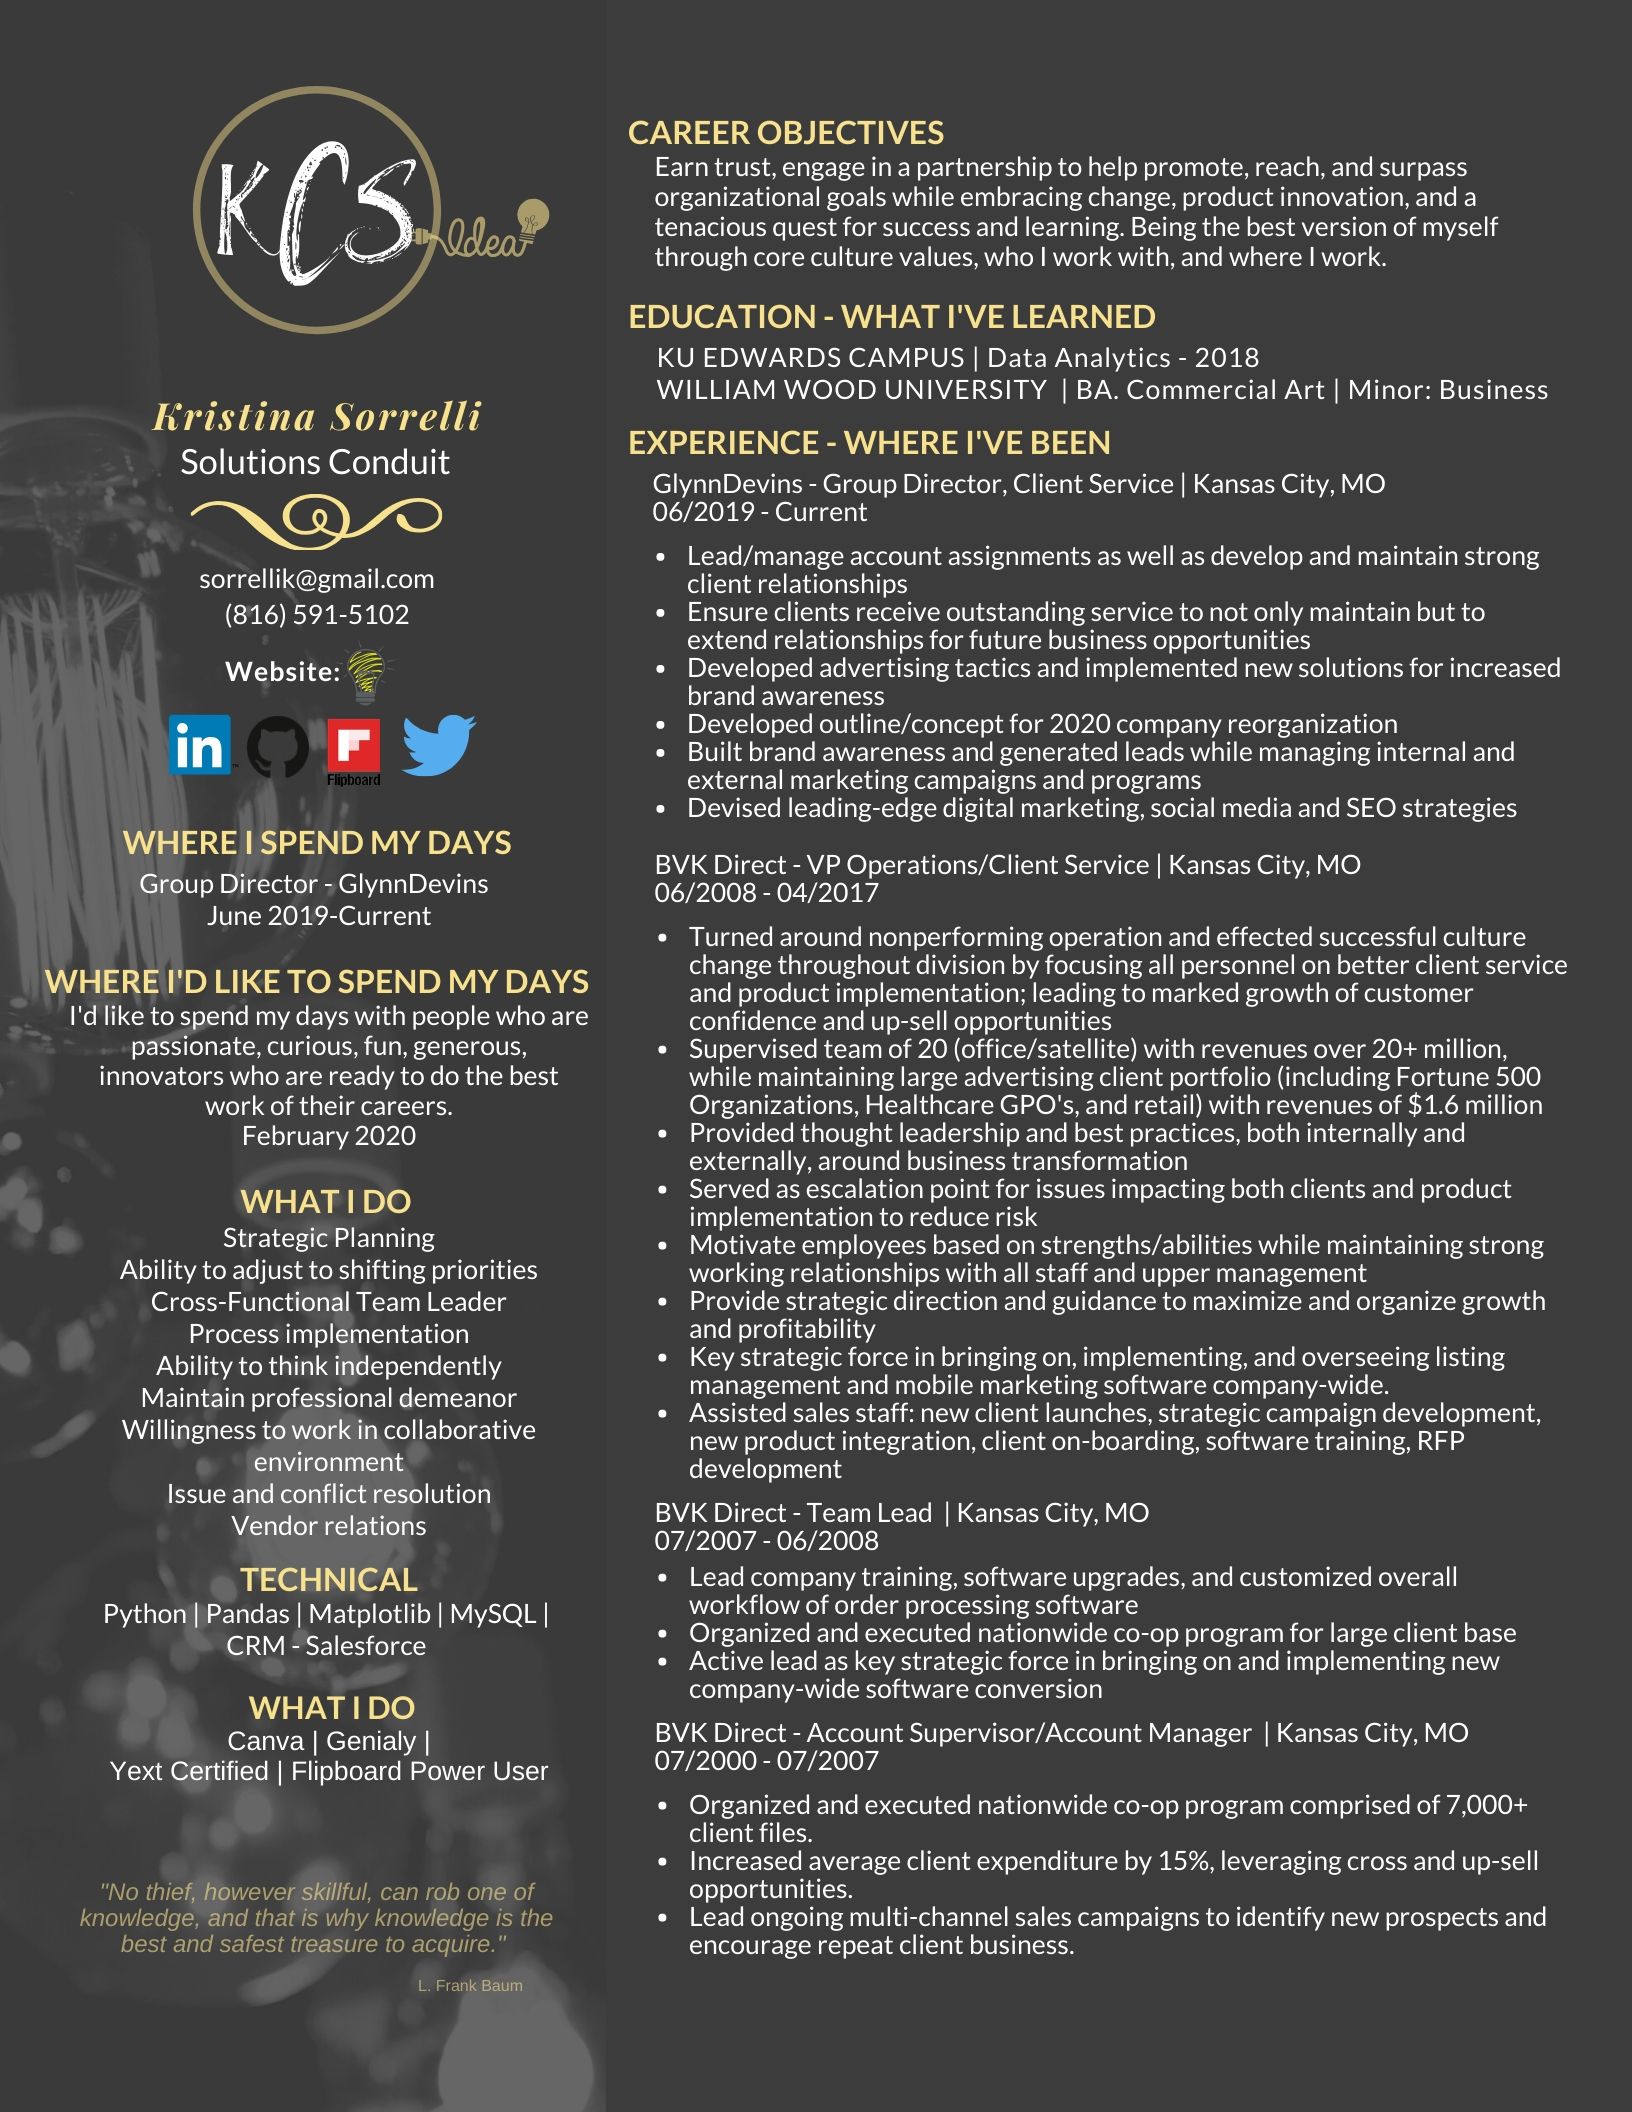 KCS
Idea
Kristina Sorrelli
Solutions Conduit
sorrellik@gmail.com
(816) 591-5102
Website:
in
Flipboard
WHERE I SPEND MY DAYS
Group Director - GlynnDevins
June 2019-Current
WHERE I'D LIKE TO SPEND MY DAYS
I'd like to spend my days with people who are
passionate, curious, fun, generous,
innovators who are ready to do the best
work of their careers.
February 2020
WHAT I DO
Strategic Planning
Ability to adjust to shifting priorities
Cross-Functional Team Leader
Process implementation
Ability to think independently
Maintain professional demeanor
Willingness to work in collaborative
environment
Issue and conflict resolution
Vendor relations
TECHNICAL
Python | Pandas | Matplotlib | MySQL |
CRM - Salesforce
WHAT I DO
Canva | Genialy |
Yext Certified | Flipboard Power User
"No thief, however skillful, can rob one of
knowledge, and that is why knowledge is the
best and safest treasure to acquire."
L. Frank Baum
CAREER OBJECTIVES
Earn trust, engage in a partnership to help promote, reach, and surpass
organizational goals while embracing change, product innovation, and a
tenacious quest for success and learning. Being the best version of myself
through core culture values, who I work with, and where I work.
EDUCATION - WHAT I'VE LEARNED
KU EDWARDS CAMPUS | Data Analytics - 2018
WILLIAM WOOD UNIVERSITY | BA. Commercial Art | Minor: Business
EXPERIENCE - WHERE I'VE BEEN
GlynnDevins - Group Director, Client Service | Kansas City, MO
06/2019 - Current
• Lead/manage account assignments as well as develop and maintain strong
client relationships
• Ensure clients receive outstanding service to not only maintain but to
extend relationships for future business opportunities
• Developed advertising tactics and implemented new solutions for increased
brand awareness
• Developed outline/concept for 2020 company reorganization
• Built brand awareness and generated leads while managing internal and
external marketing campaigns and programs
• Devised leading-edge digital marketing, social media and SEO strategies
BVK Direct - VP Operations/Client Service | Kansas City, MO
06/2008 - 04/2017
• Turned around nonperforming operation and effected successful culture
change throughout division by focusing all personnel on better client service
and product implementation; leading to marked growth of customer
confidence and up-sell opportunities
• Supervised team of 20 (office/satellite) with revenues over 20+ million,
while maintaining large advertising client portfolio (including Fortune 500
Organizations, Healthcare GPO's, and retail) with revenues of $1.6 million
• Provided thought leadership and best practices, both internally and
externally, around business transformation
• Served as escalation point for issues impacting both clients and product
implementation to reduce risk
• Motivate employees based on strengths/abilities while maintaining strong
working relationships with all staff and upper management
• Provide strategic direction and guidance to maximize and organize growth
and profitability
• Key strategic force in bringing on, implementing, and overseeing listing
management and mobile marketing software company-wide.
• Assisted sales staff: new client launches, strategic campaign development,
new product integration, client on-boarding, software training, RFP
development
BVK Direct - Team Lead | Kansas City, MO
07/2007 - 06/2008
• Lead company training, software upgrades, and customized overall
workflow of order processing software
• Organized and executed nationwide co-op program for large client base
• Active lead as key strategic force in bringing on and implementing new
company-wide software conversion
BVK Direct - Account Supervisor/Account Manager | Kansas City, MO
07/2000 - 07/2007
• Organized and executed nationwide co-op program comprised of 7,000+
client files.
• Increased average client expenditure by 15%, leveraging cross and up-sell
opportunities.
• Lead ongoing multi-channel sales campaigns to identify new prospects and
encourage repeat client business.